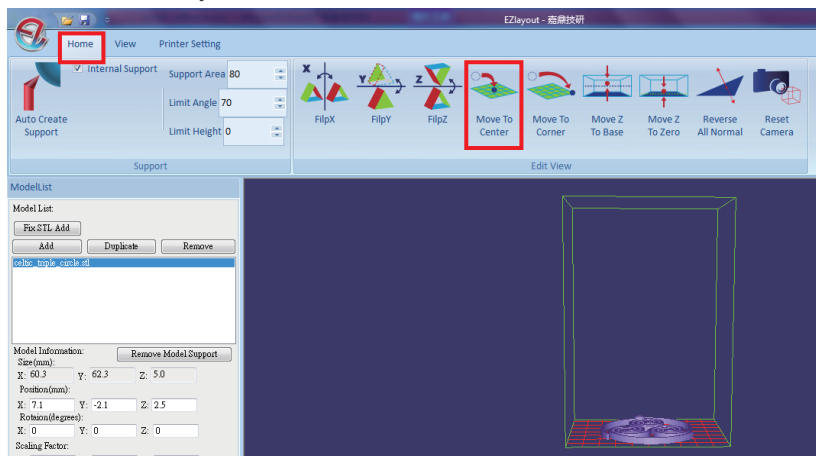 EZlayout - 茲鼎技研
Home View Printer Setting
Internal Support
Support Area 80
Limit Angle 70
Limit Height 0
Auto Create
Support
FilpX FilpY FilpZ
Move To
Center
Move To
Corner
Move Z
To Base
Move Z
To Zero
Reverse
All Normal
Reset
Camera
Support
Edit View
ModelList
Model List:
Fix STL Add
Add Duplicate Remove
celtic_triple_circle.stl
Model Information:
Remove Model Support
Size(mm):
X: 60.3 Y: 62.3 Z: 5.0
Position(mm):
X: 7.1 Y: -2.1 Z: 2.5
Rotaion(degrees):
X: 0 Y: 0 Z: 0
Scaling Factor: